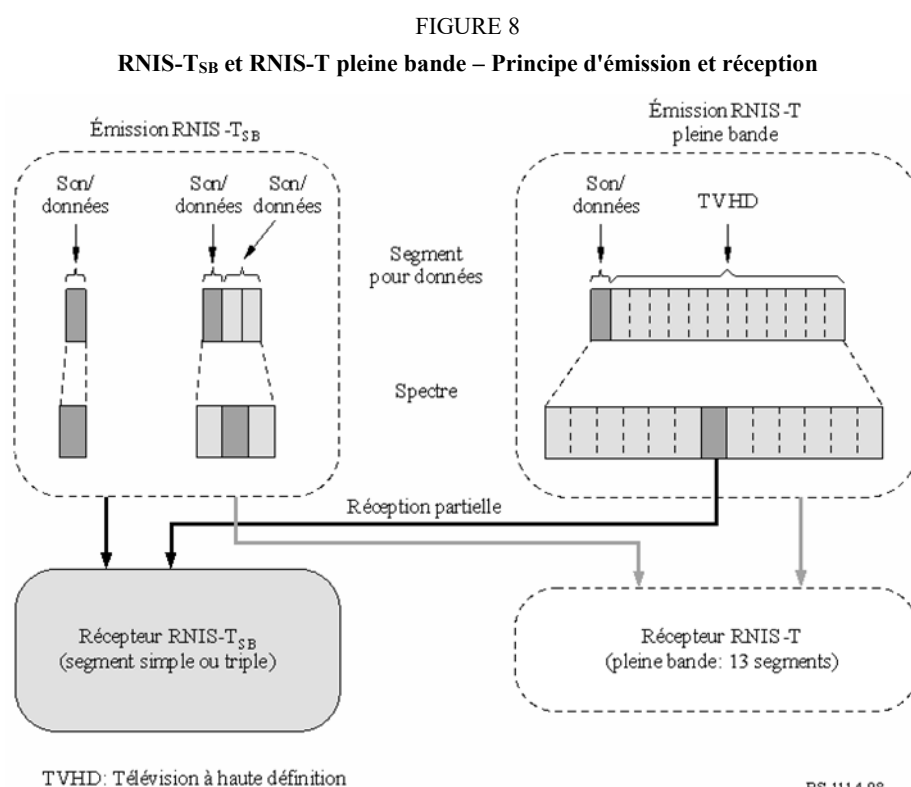 FIGURE 8
RNIS-TSB et RNIS-T pleine bande – Principe d'émission et réception
Émission RNIS-TSB
Émission RNIS-T
pleine bande
Son/
données
Son/
données
Son/
données
Son/
données
TVHD
Segment
pour données
Spectre
Réception partielle
Récepteur RNIS-TSB
(segment simple ou triple)
Récepteur RNIS-T
(pleine bande: 13 segments)
TVHD: Télévision à haute définition